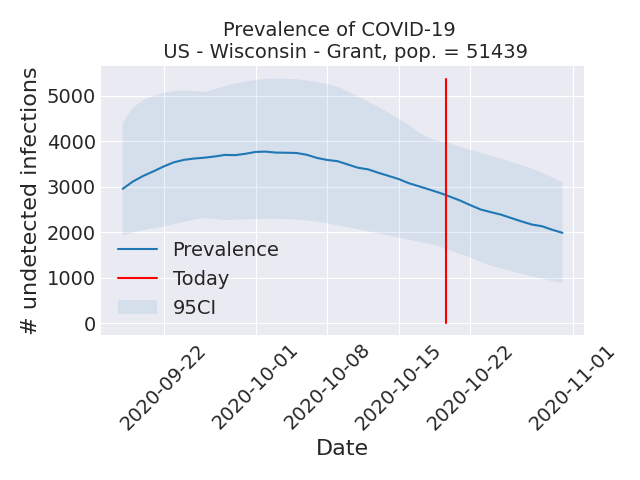 Prevalence of COVID-19
US - Wisconsin - Grant, pop. = 51439
# undetected infections
5000
4000
3000
2000
1000
0
Prevalence
Today
95CI
2020-09-22
2020-10-01
2020-10-08
2020-10-15
2020-10-22
2020-11-01
Date